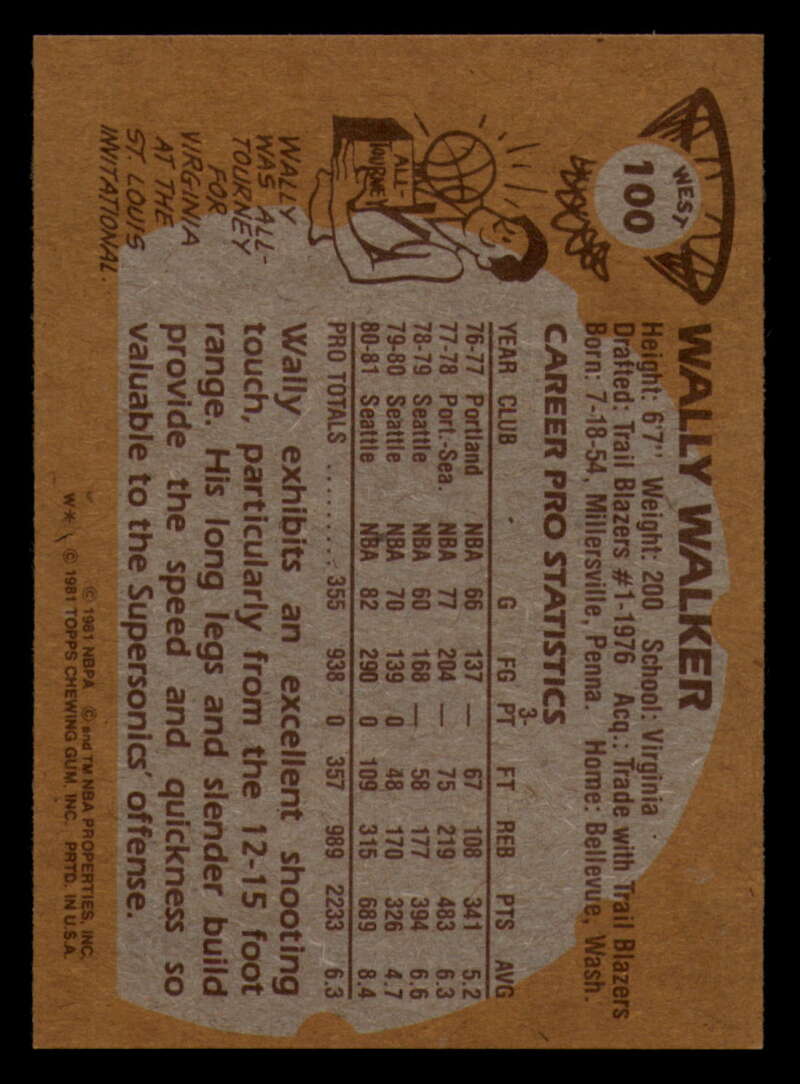 WEST
100
WALLY WALKER
Height: 6'7" Weight: 200 School: Virginia
Drafted: Trail Blazers #1-1976 Acq.: Trade with Trail Blazers
Born: 7-18-54, Millersville, Penna. Home: Bellevue, Wash.
CAREER PRO STATISTICS
YEAR CLUB G FG 3-PT FT REB PTS AVG
76-77 Portland NBA 66 137 — 67 108 341 5.2
77-78 Port.-Sea. NBA 77 204 — 75 219 483 6.3
78-79 Seattle NBA 60 168 — 58 177 394 6.6
79-80 Seattle NBA 70 139 0 48 170 326 4.7
80-81 Seattle NBA 82 290 0 109 315 689 8.4
PRO TOTALS .......... 355 938 0 357 989 2233 6.3
Wally exhibits an excellent shooting
touch, particularly from the 12-15 foot
range. His long legs and slender build
provide the speed and quickness so
valuable to the Supersonics' offense.
ALL-
TOURNEY
WALLY
WAS ALL-
TOURNEY
FOR
VIRGINIA
AT THE
ST. LOUIS
INVITATIONAL.
© 1981 NBPA © and TM NBA PROPERTIES, INC.
W* © 1981 TOPPS CHEWING GUM, INC. PRTD. IN U.S.A.